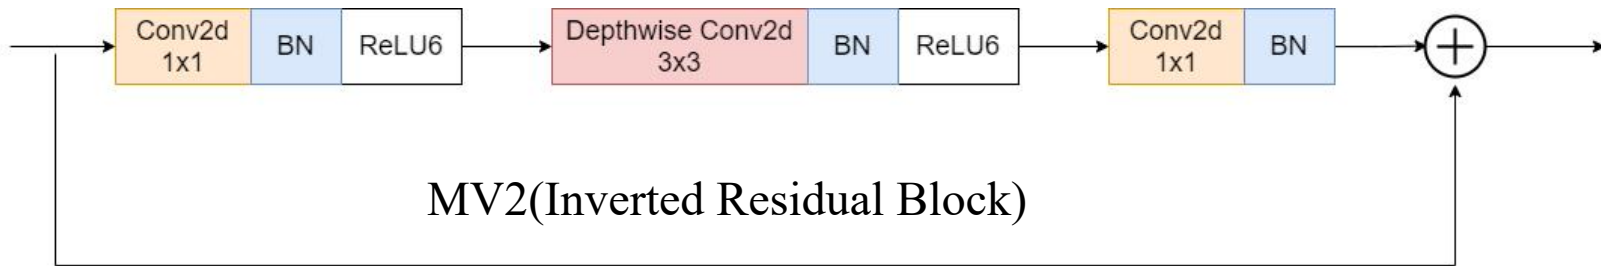 Conv2d
1x1
BN
ReLU6
Depthwise Conv2d
3x3
BN
ReLU6
Conv2d
1x1
BN
MV2(Inverted Residual Block)